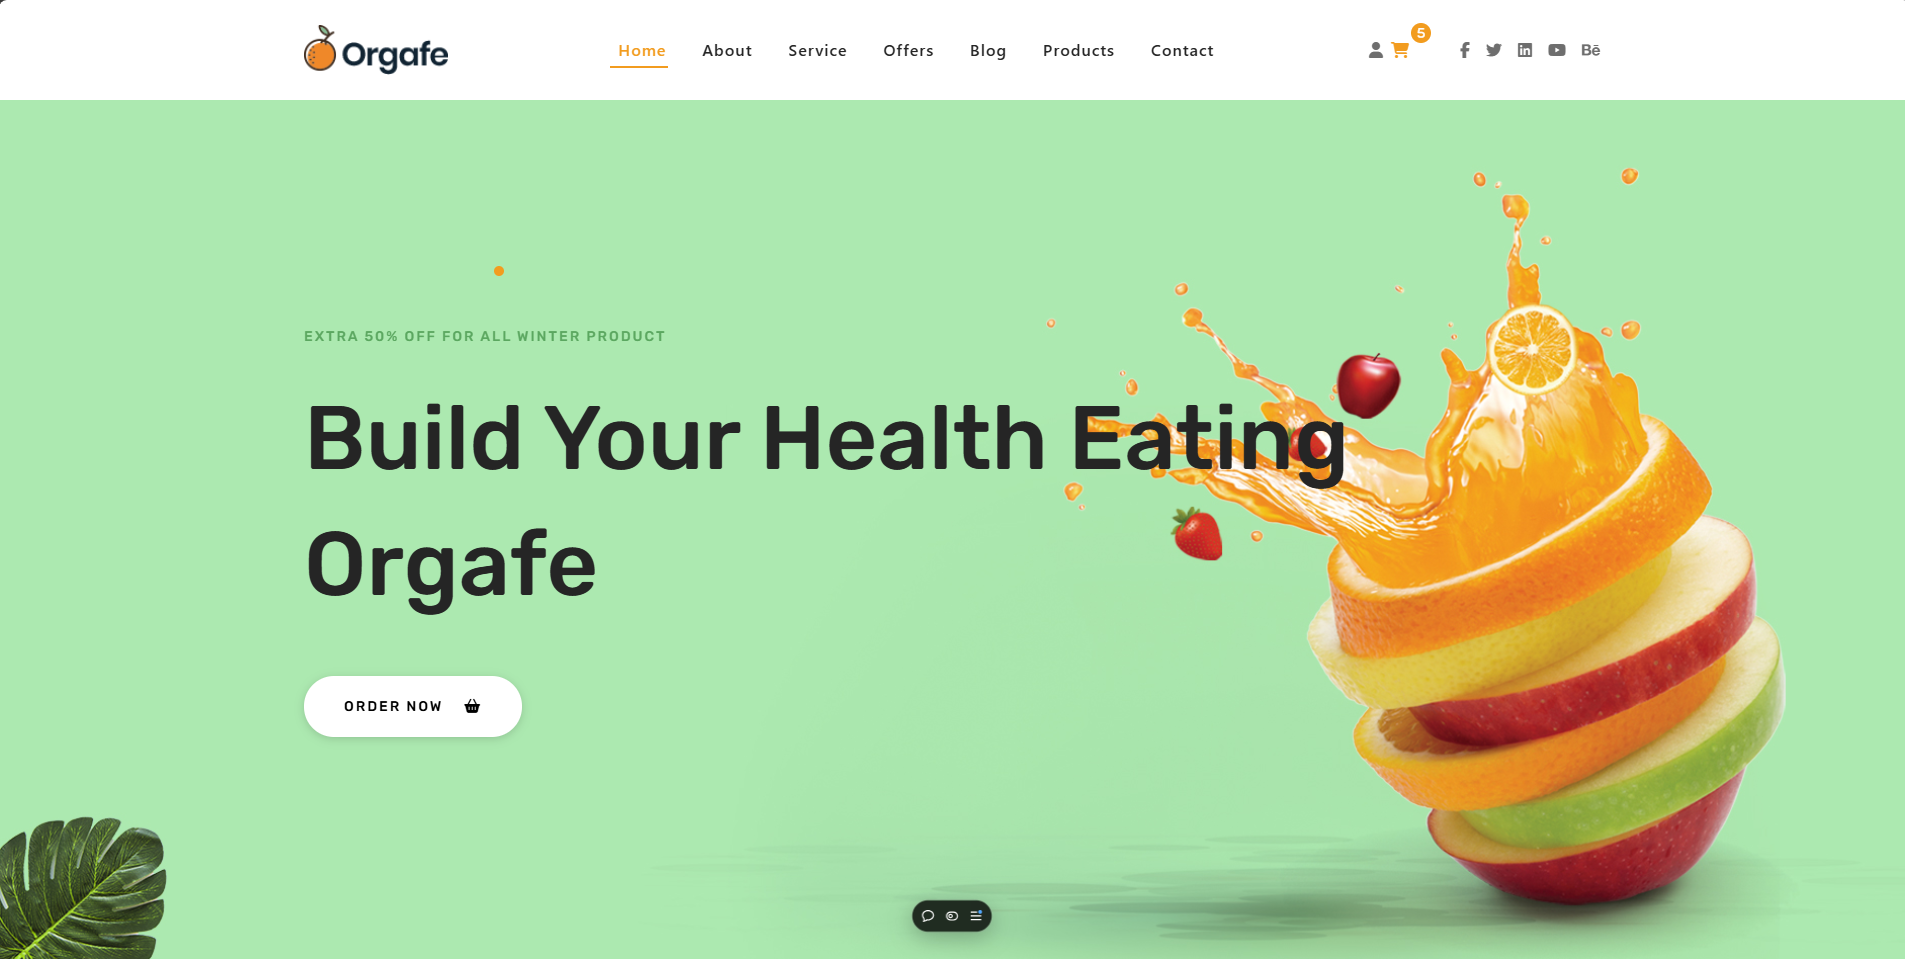 Orgafe
Home About Service Offers Blog Products Contact
5
Bē
EXTRA 50% OFF FOR ALL WINTER PRODUCT
Build Your Health Eating
Orgafe
ORDER NOW